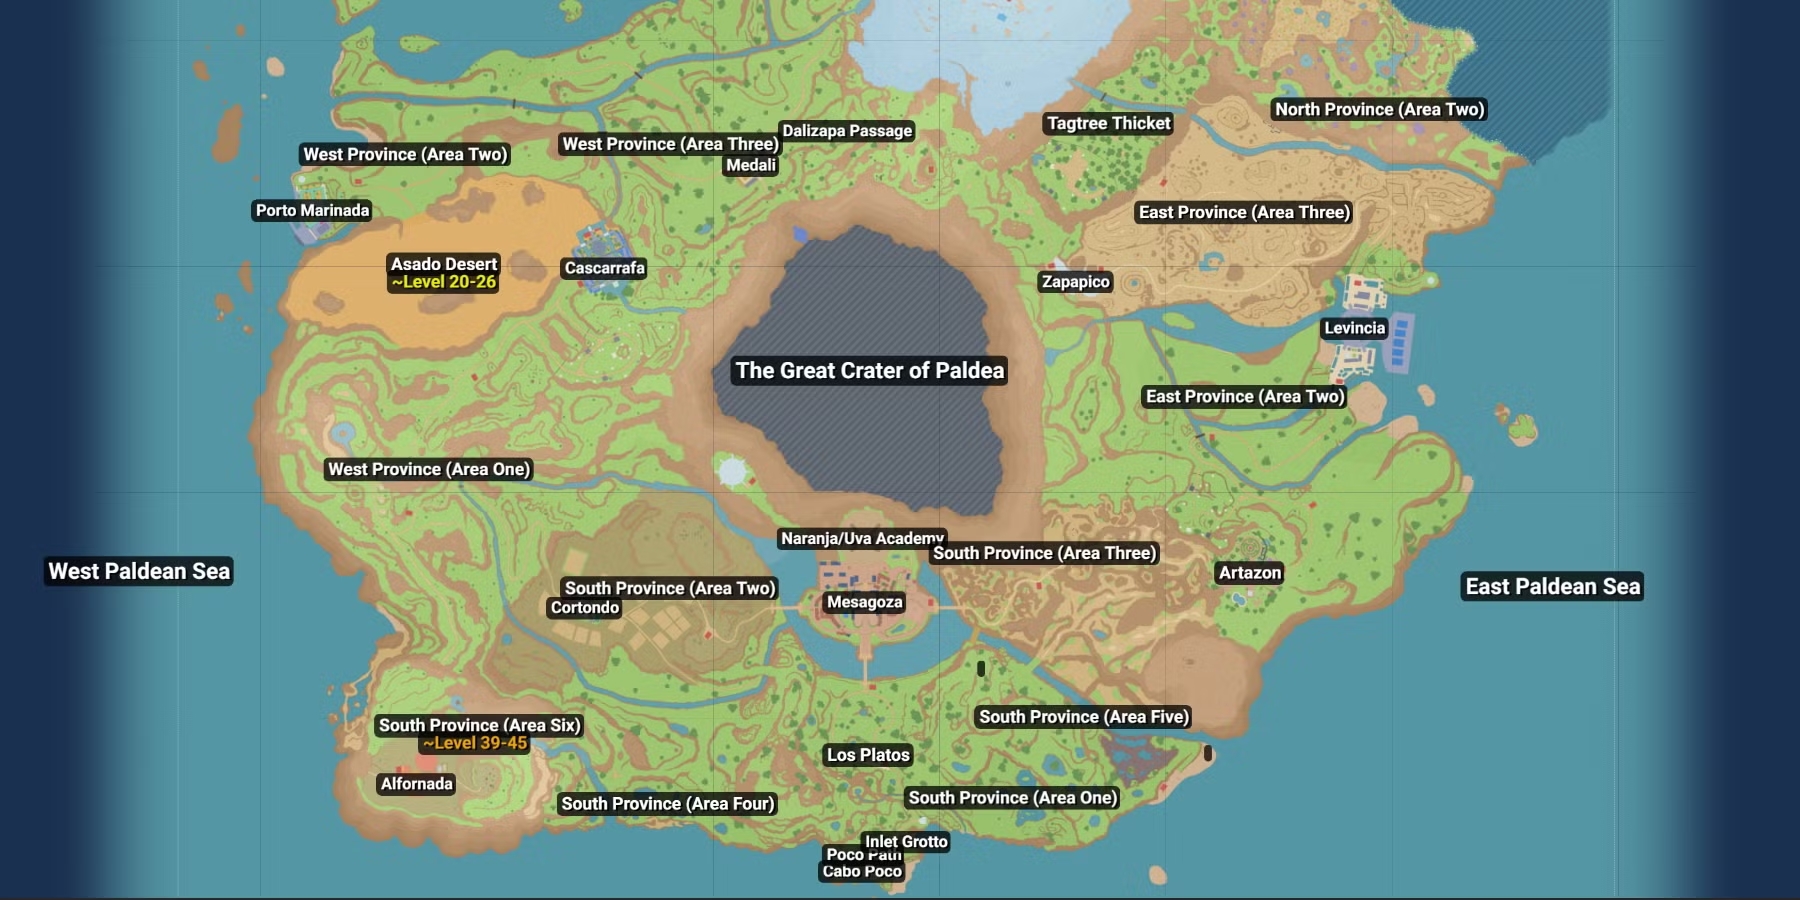 North Province (Area Two)
Tagtree Thicket
Dalizapa Passage
West Province (Area Three)
West Province (Area Two)
Medali
Porto Marinada
East Province (Area Three)
Asado Desert
~Level 20-26
Cascarrafa
Zapapico
Levincia
The Great Crater of Paldea
East Province (Area Two)
West Province (Area One)
Naranja/Uva Academy
South Province (Area Three)
West Paldean Sea
Artazon
East Paldean Sea
South Province (Area Two)
Cortondo
Mesagoza
South Province (Area Five)
South Province (Area Six)
~Level 39-45
Los Platos
Alfornada
South Province (Area One)
South Province (Area Four)
Inlet Grotto
Poco Path
Cabo Poco